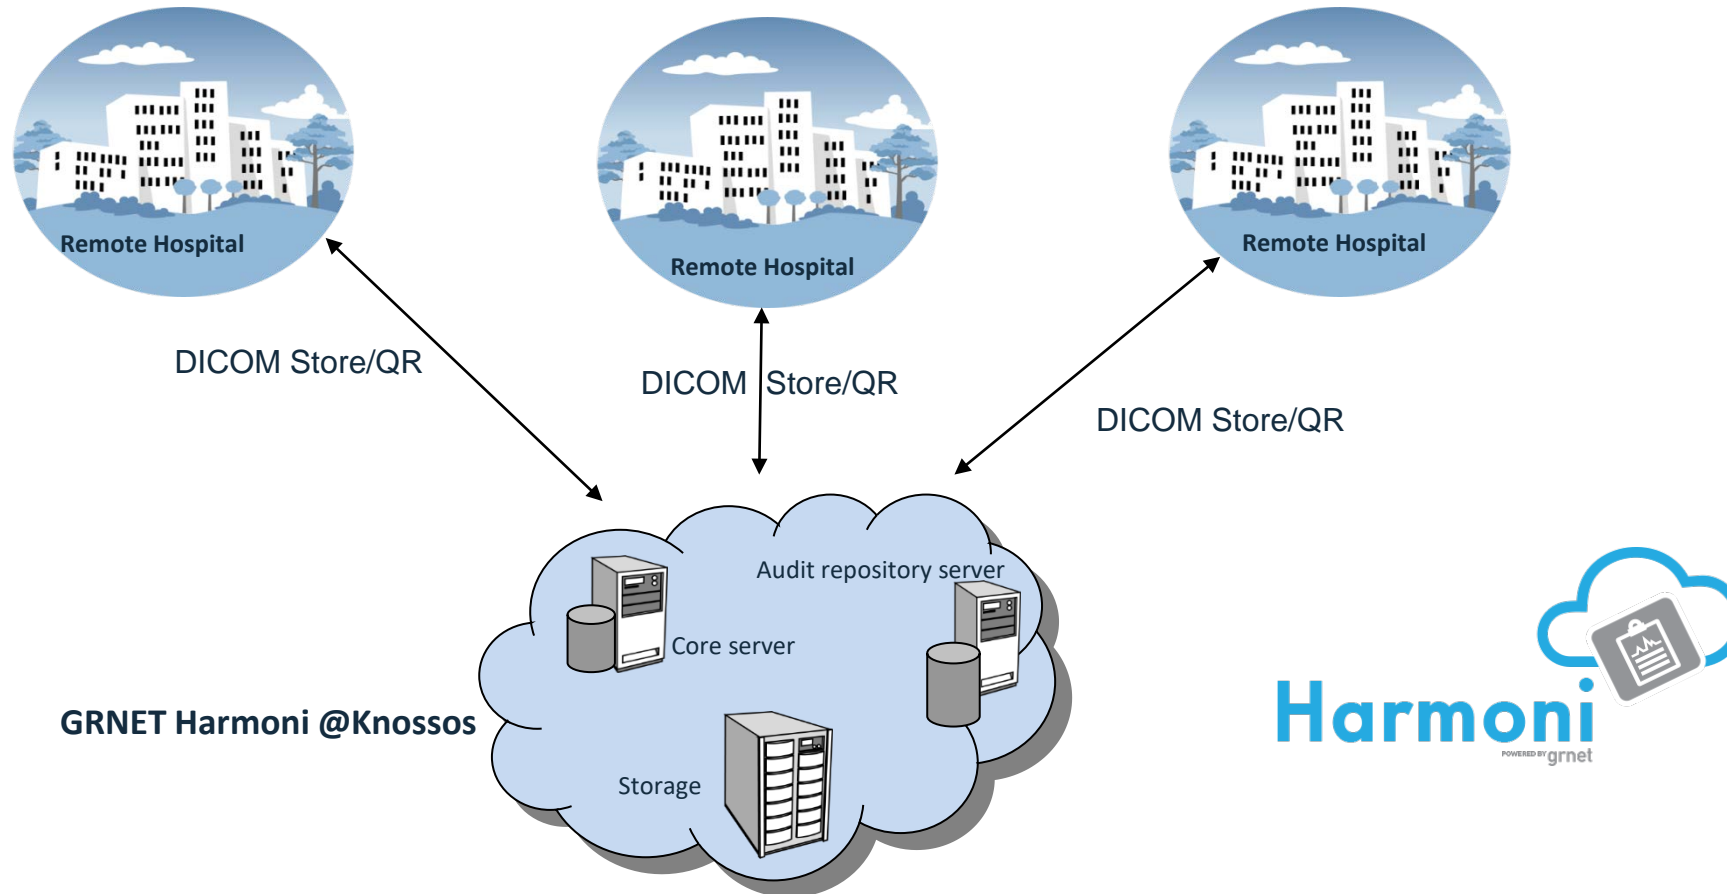 Remote Hospital
Remote Hospital
Remote Hospital
DICOM Store/QR
DICOM Store/QR
DICOM Store/QR
Audit repository server
Core server
GRNET Harmoni @Knossos
Storage
Harmoni
POWERED BY grnet